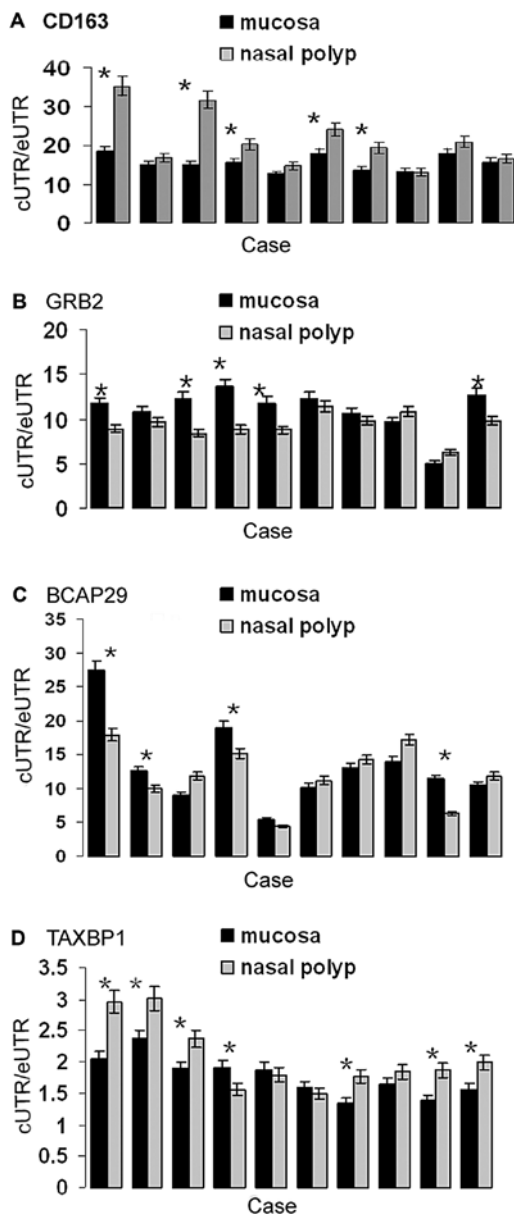 A CD163
mucosa
nasal polyp
cUTR/eUTR
40
30
20
10
0
* * * * *
Case
B GRB2
mucosa
nasal polyp
cUTR/eUTR
20
15
10
5
0
* * * * *
Case
C BCAP29
mucosa
nasal polyp
cUTR/eUTR
35
30
25
20
15
10
5
0
* * * *
Case
D TAXBP1
mucosa
nasal polyp
cUTR/eUTR
3.5
3
2.5
2
1.5
1
0.5
0
* * * * * * *
Case